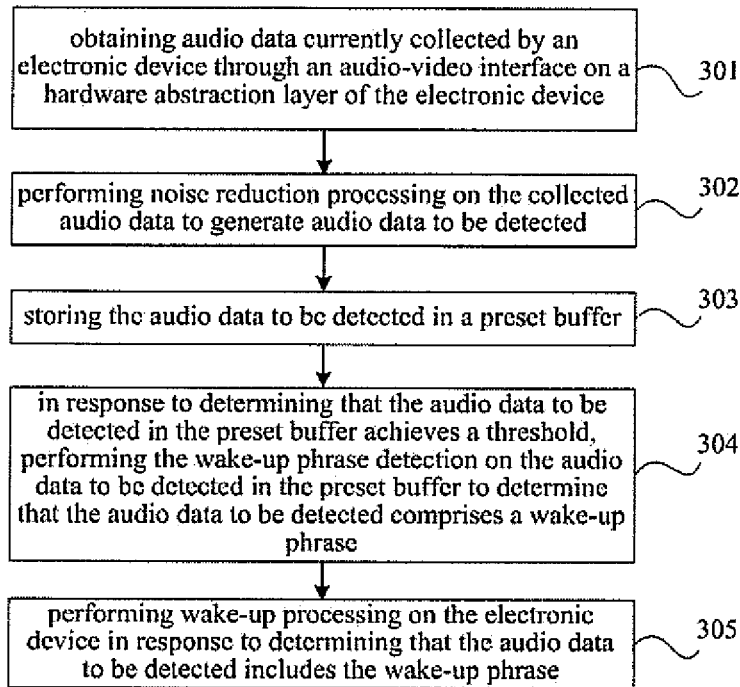 obtaining audio data currently collected by an
electronic device through an audio-video interface on a
hardware abstraction layer of the electronic device
301
performing noise reduction processing on the collected
audio data to generate audio data to be detected
302
storing the audio data to be detected in a preset buffer
303
in response to determining that the audio data to be
detected in the preset buffer achieves a threshold,
performing the wake-up phrase detection on the audio
data to be detected in the preset buffer to determine
that the audio data to be detected comprises a wake-up
phrase
304
performing wake-up processing on the electronic
device in response to determining that the audio data
to be detected includes the wake-up phrase
305